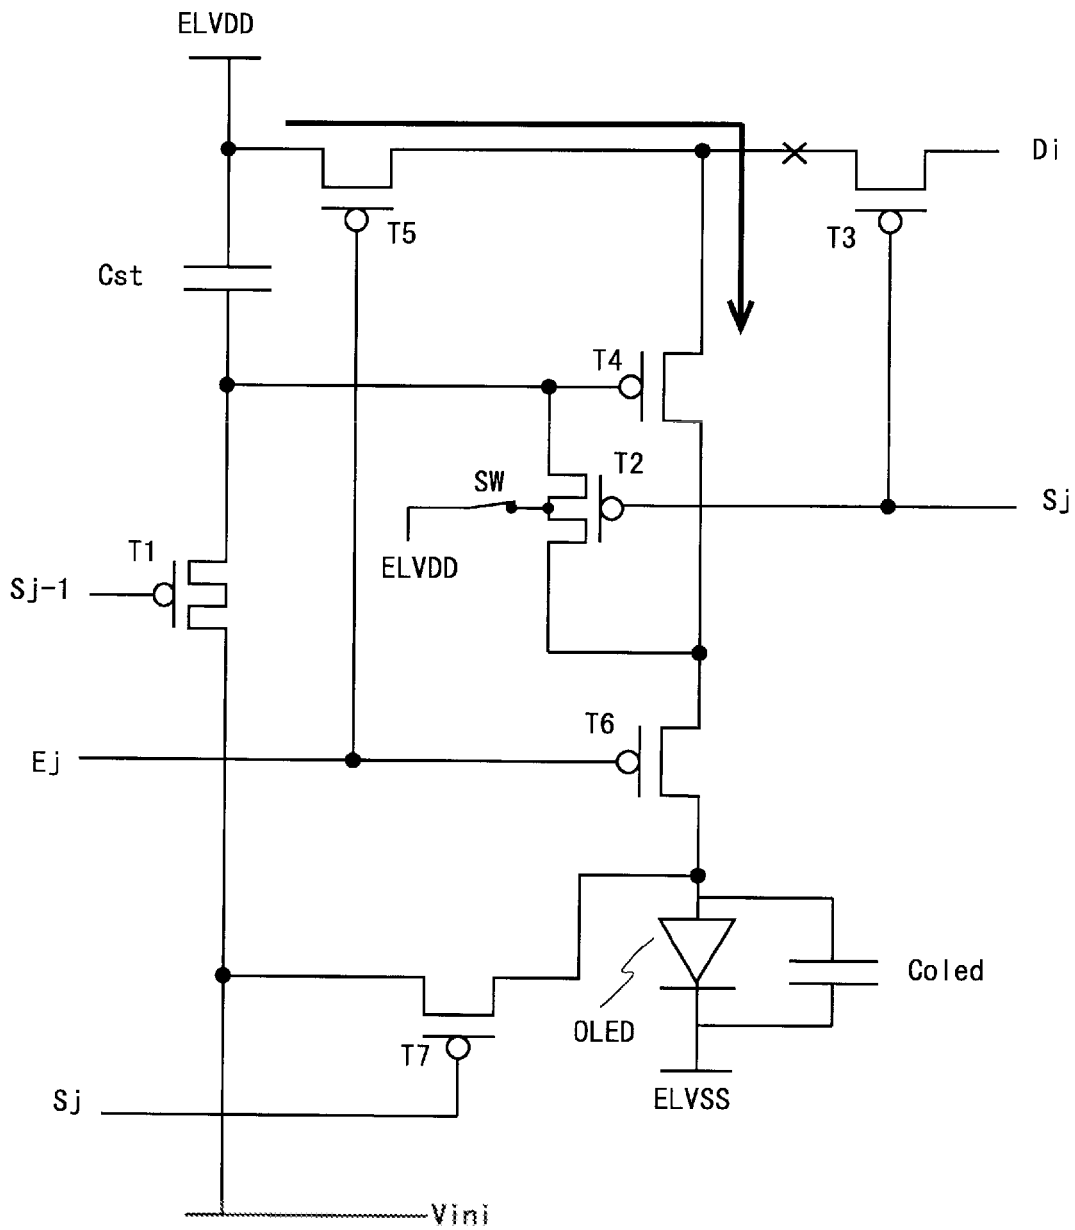 ELVDD
Di
T5
T3
Cst
T4
T2
SW
Sj
ELVDD
T1
Sj-1
T6
Ej
Coled
OLED
T7
ELVSS
Sj
Vini